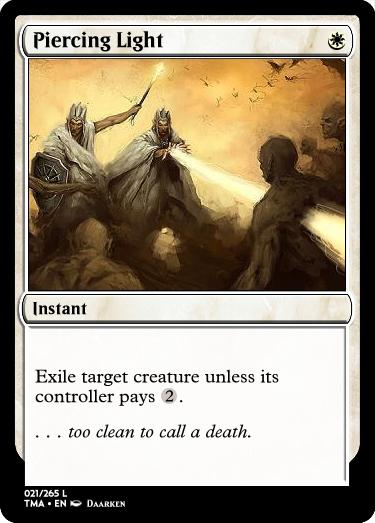 Piercing Light
Instant
Exile target creature unless its
controller pays 2.
. . . too clean to call a death.
021/265 L
TMA • EN Daarken